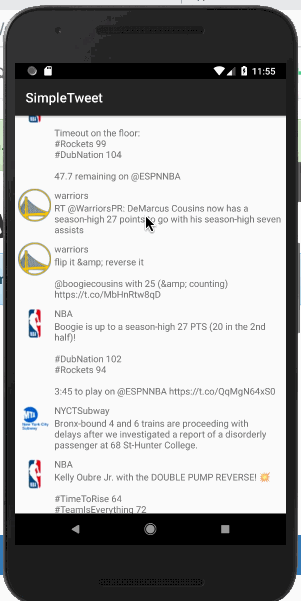 11:55
SimpleTweet
Timeout on the floor:
#Rockets 99
#DubNation 104
47.7 remaining on @ESPNNBA
warriors
RT @WarriorsPR: DeMarcus Cousins now has a
season-high 27 points to go with his season-high seven
assists
warriors
flip it &amp; reverse it
@boogiecousins with 25 (&amp; counting)
https://t.co/MbHnRtw8qD
NBA
Boogie is up to a season-high 27 PTS (20 in the 2nd
half)!
#DubNation 102
#Rockets 94
3:45 to play on @ESPNNBA https://t.co/QqMgN64xS0
NYCTSubway
Bronx-bound 4 and 6 trains are proceeding with
delays after we investigated a report of a disorderly
passenger at 68 St-Hunter College.
NBA
Kelly Oubre Jr. with the DOUBLE PUMP REVERSE! 💥
#TimeToRise 64
#TeamIsEverything 72